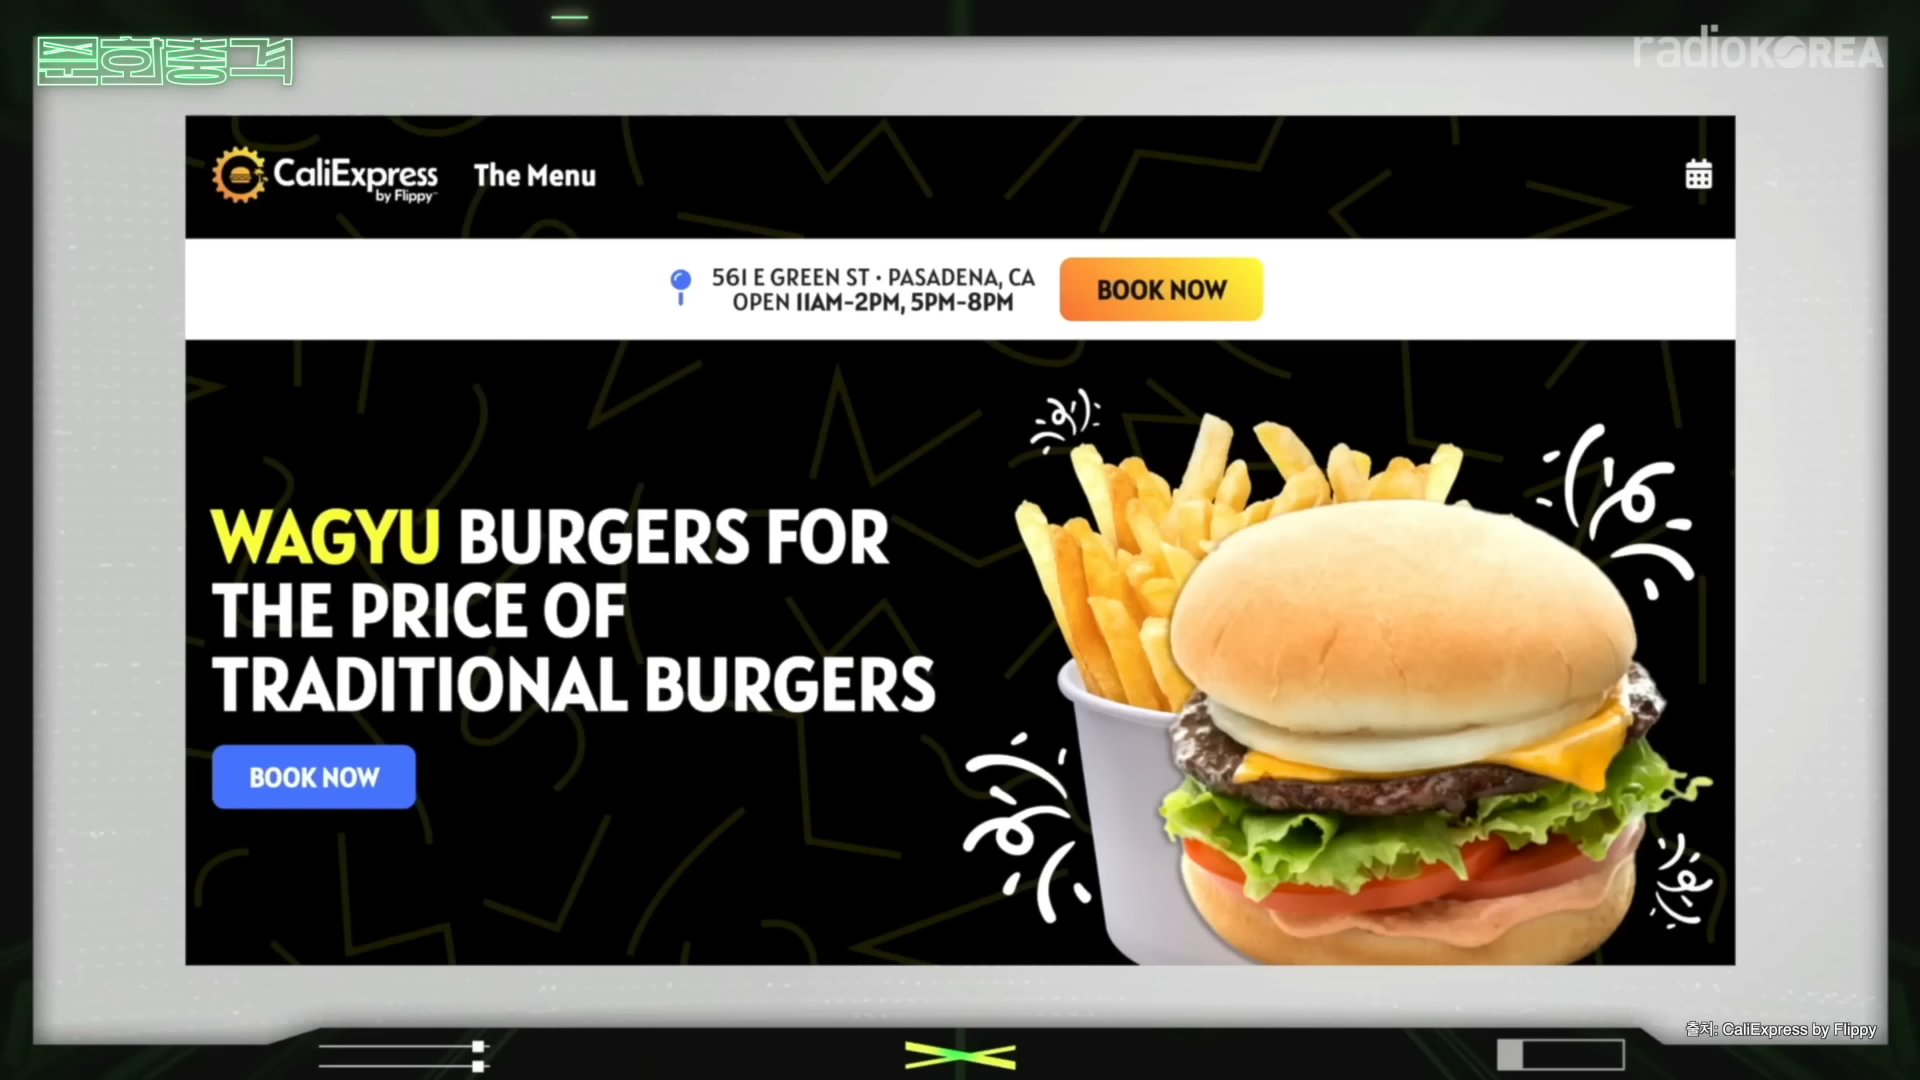 문화충격
radioKOREA
CaliExpress
by Flippy™
The Menu
561 E GREEN ST • PASADENA, CA
OPEN 11AM-2PM, 5PM-8PM
BOOK NOW
WAGYU BURGERS FOR
THE PRICE OF
TRADITIONAL BURGERS
BOOK NOW
출처: CaliExpress by Flippy